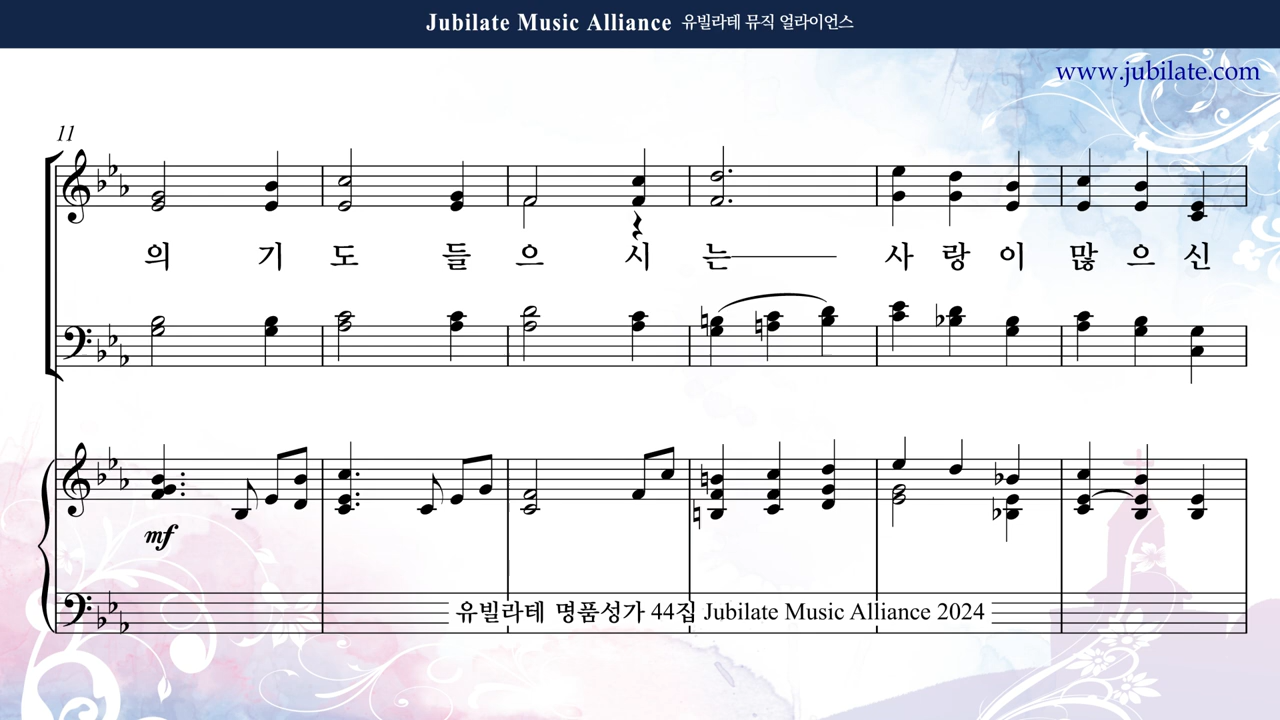 Jubilate Music Alliance 유빌라테 뮤직 얼라이언스
www.jubilate.com
11
의 기 도 들 으 시 는 사 랑 이 많 으 신
mf
유빌라테 명품성가 44집 Jubilate Music Alliance 2024